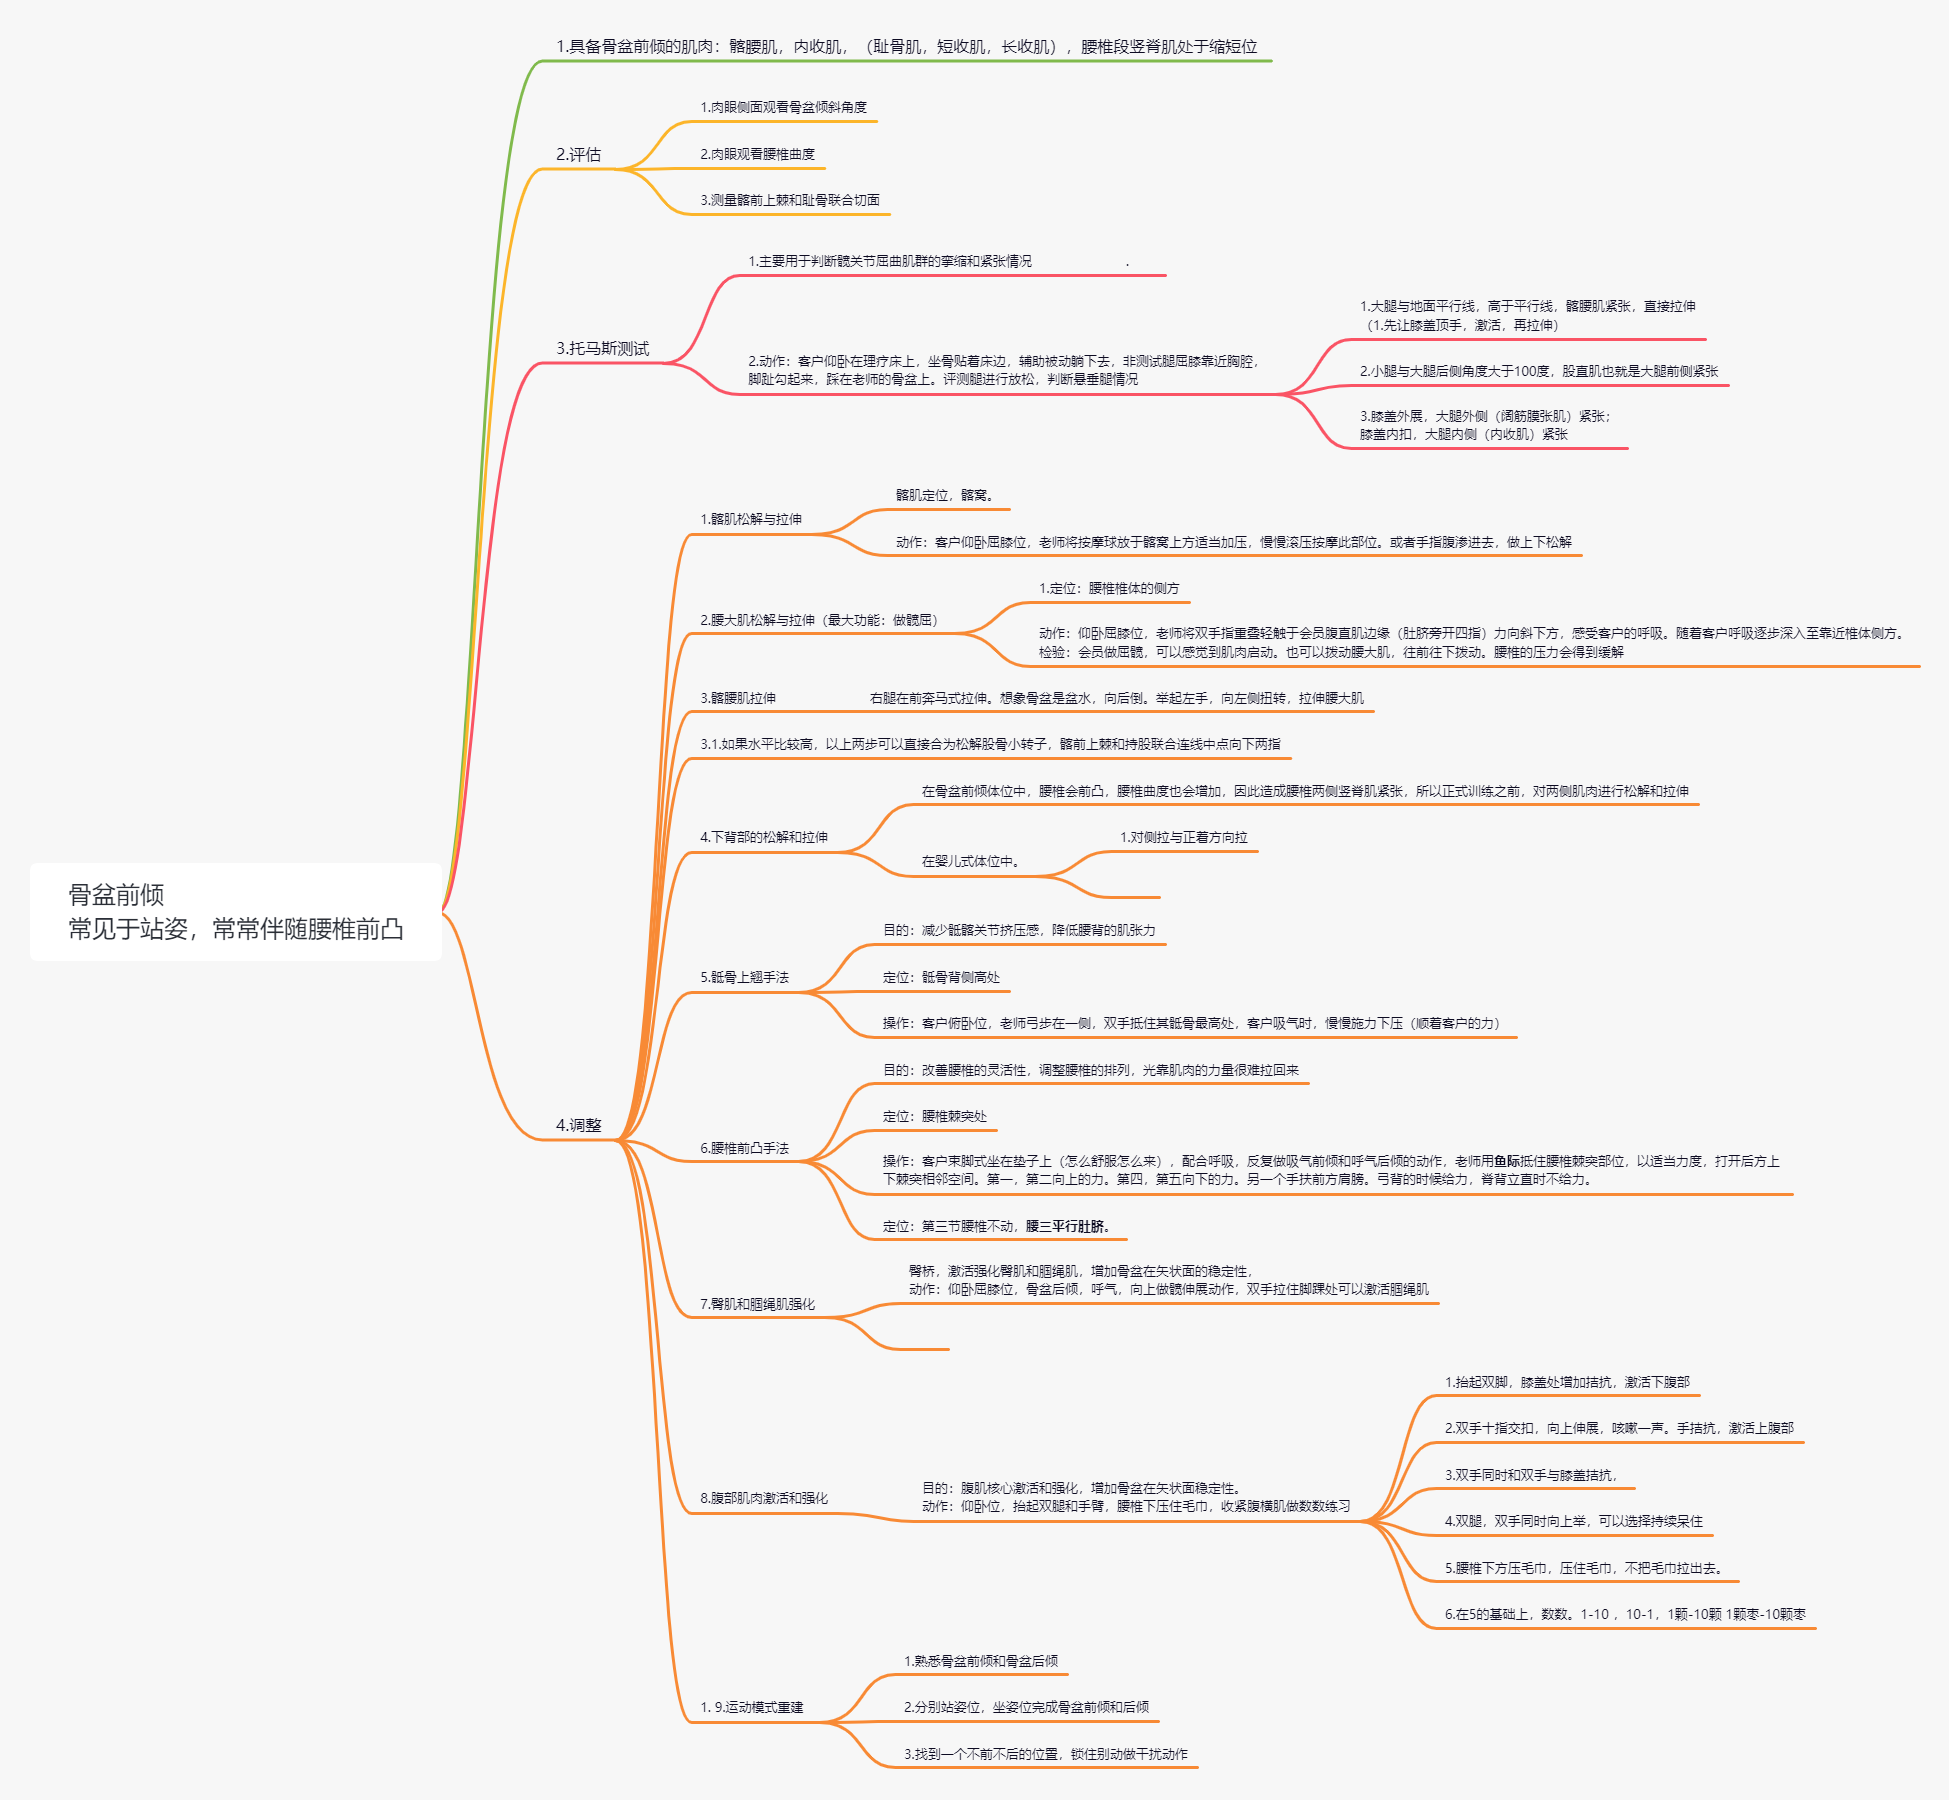 骨盆前倾
常见于站姿，常常伴随腰椎前凸
1.具备骨盆前倾的肌肉：髂腰肌，内收肌，（耻骨肌，短收肌，长收肌），腰椎段竖脊肌处于缩短位
2.评估
1.肉眼侧面观看骨盆倾斜角度
2.肉眼观看腰椎曲度
3.测量髂前上棘和耻骨联合切面
3.托马斯测试
1.主要用于判断髋关节屈曲肌群的挛缩和紧张情况 .
2.动作：客户仰卧在理疗床上，坐骨贴着床边，辅助被动躺下去，非测试腿屈膝靠近胸腔，
脚趾勾起来，踩在老师的骨盆上。评测腿进行放松，判断悬垂腿情况
1.大腿与地面平行线，高于平行线，髂腰肌紧张，直接拉伸
（1.先让膝盖顶手，激活，再拉伸）
2.小腿与大腿后侧角度大于100度，股直肌也就是大腿前侧紧张
3.膝盖外展，大腿外侧（阔筋膜张肌）紧张；
膝盖内扣，大腿内侧（内收肌）紧张
4.调整
1.髂肌松解与拉伸
髂肌定位，髂窝。
动作：客户仰卧屈膝位，老师将按摩球放于髂窝上方适当加压，慢慢滚压按摩此部位。或者手指腹渗进去，做上下松解
2.腰大肌松解与拉伸（最大功能：做髋屈）
1.定位：腰椎椎体的侧方
动作：仰卧屈膝位，老师将双手指重叠轻触于会员腹直肌边缘（肚脐旁开四指）力向斜下方，感受客户的呼吸。随着客户呼吸逐步深入至靠近椎体侧方。
检验：会员做屈髋，可以感觉到肌肉启动。也可以拨动腰大肌，往前往下拨动。腰椎的压力会得到缓解
3.髂腰肌拉伸 右腿在前奔马式拉伸。想象骨盆是盆水，向后倒。举起左手，向左侧扭转，拉伸腰大肌
3.1.如果水平比较高，以上两步可以直接合为松解股骨小转子，髂前上棘和持股联合连线中点向下两指
4.下背部的松解和拉伸
在骨盆前倾体位中，腰椎会前凸，腰椎曲度也会增加，因此造成腰椎两侧竖脊肌紧张，所以正式训练之前，对两侧肌肉进行松解和拉伸
在婴儿式体位中。
1.对侧拉与正着方向拉
5.骶骨上翘手法
目的：减少骶髂关节挤压感，降低腰背的肌张力
定位：骶骨背侧高处
操作：客户俯卧位，老师弓步在一侧，双手抵住其骶骨最高处，客户吸气时，慢慢施力下压（顺着客户的力）
6.腰椎前凸手法
目的：改善腰椎的灵活性，调整腰椎的排列，光靠肌肉的力量很难拉回来
定位：腰椎棘突处
操作：客户束脚式坐在垫子上（怎么舒服怎么来），配合呼吸，反复做吸气前倾和呼气后倾的动作，老师用鱼际抵住腰椎棘突部位，以适当力度，打开后方上
下棘突相邻空间。第一，第二向上的力。第四，第五向下的力。另一个手扶前方肩膀。弓背的时候给力，脊背立直时不给力。
定位：第三节腰椎不动，腰三平行肚脐。
7.臀肌和腘绳肌强化
臀桥，激活强化臀肌和腘绳肌，增加骨盆在矢状面的稳定性，
动作：仰卧屈膝位，骨盆后倾，呼气，向上做髋伸展动作，双手拉住脚踝处可以激活腘绳肌
8.腹部肌肉激活和强化
目的：腹肌核心激活和强化，增加骨盆在矢状面稳定性。
动作：仰卧位，抬起双腿和手臂，腰椎下压住毛巾，收紧腹横肌做数数练习
1.抬起双脚，膝盖处增加拮抗，激活下腹部
2.双手十指交扣，向上伸展，咳嗽一声。手拮抗，激活上腹部
3.双手同时和双手与膝盖拮抗，
4.双腿，双手同时向上举，可以选择持续呆住
5.腰椎下方压毛巾，压住毛巾，不把毛巾拉出去。
6.在5的基础上，数数。1-10 ，10-1，1颗-10颗 1颗枣-10颗枣
1. 9.运动模式重建
1.熟悉骨盆前倾和骨盆后倾
2.分别站姿位，坐姿位完成骨盆前倾和后倾
3.找到一个不前不后的位置，锁住别动做干扰动作